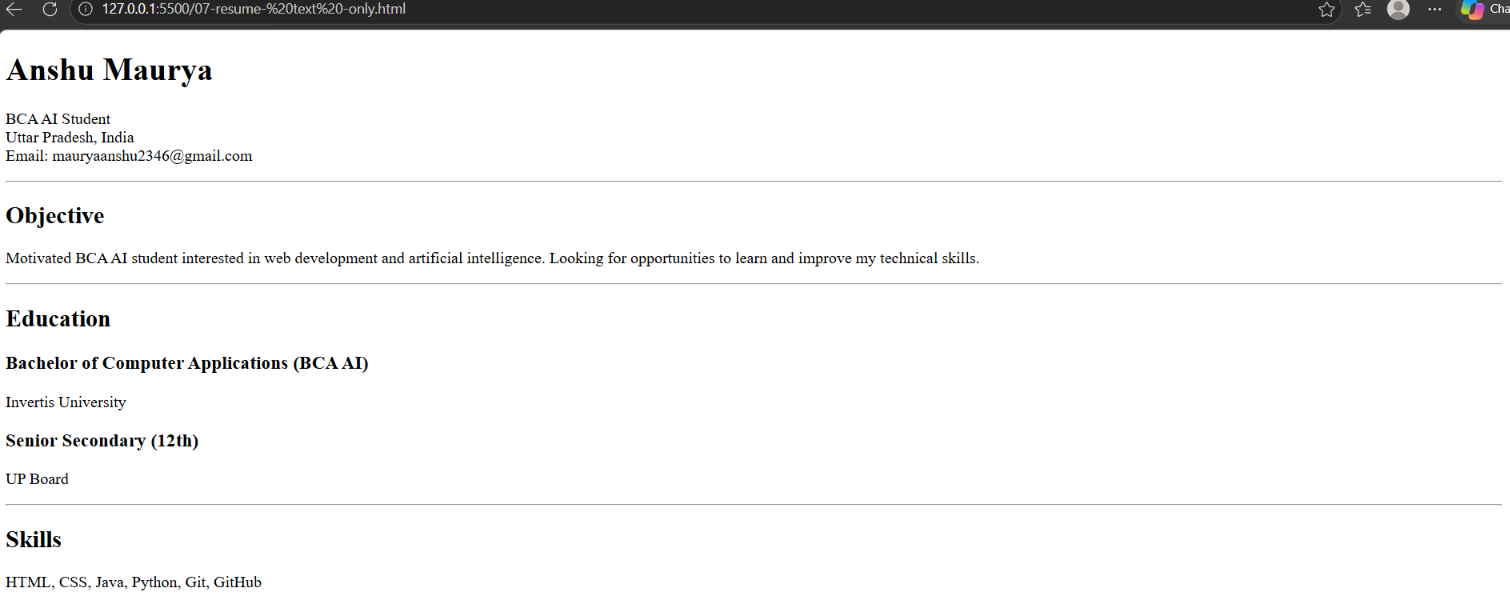 127.0.0.1:5500/07-resume-%20text%20-only.html
Cha
Anshu Maurya
BCA AI Student
Uttar Pradesh, India
Email: mauryaanshu2346@gmail.com
Objective
Motivated BCA AI student interested in web development and artificial intelligence. Looking for opportunities to learn and improve my technical skills.
Education
Bachelor of Computer Applications (BCA AI)
Invertis University
Senior Secondary (12th)
UP Board
Skills
HTML, CSS, Java, Python, Git, GitHub